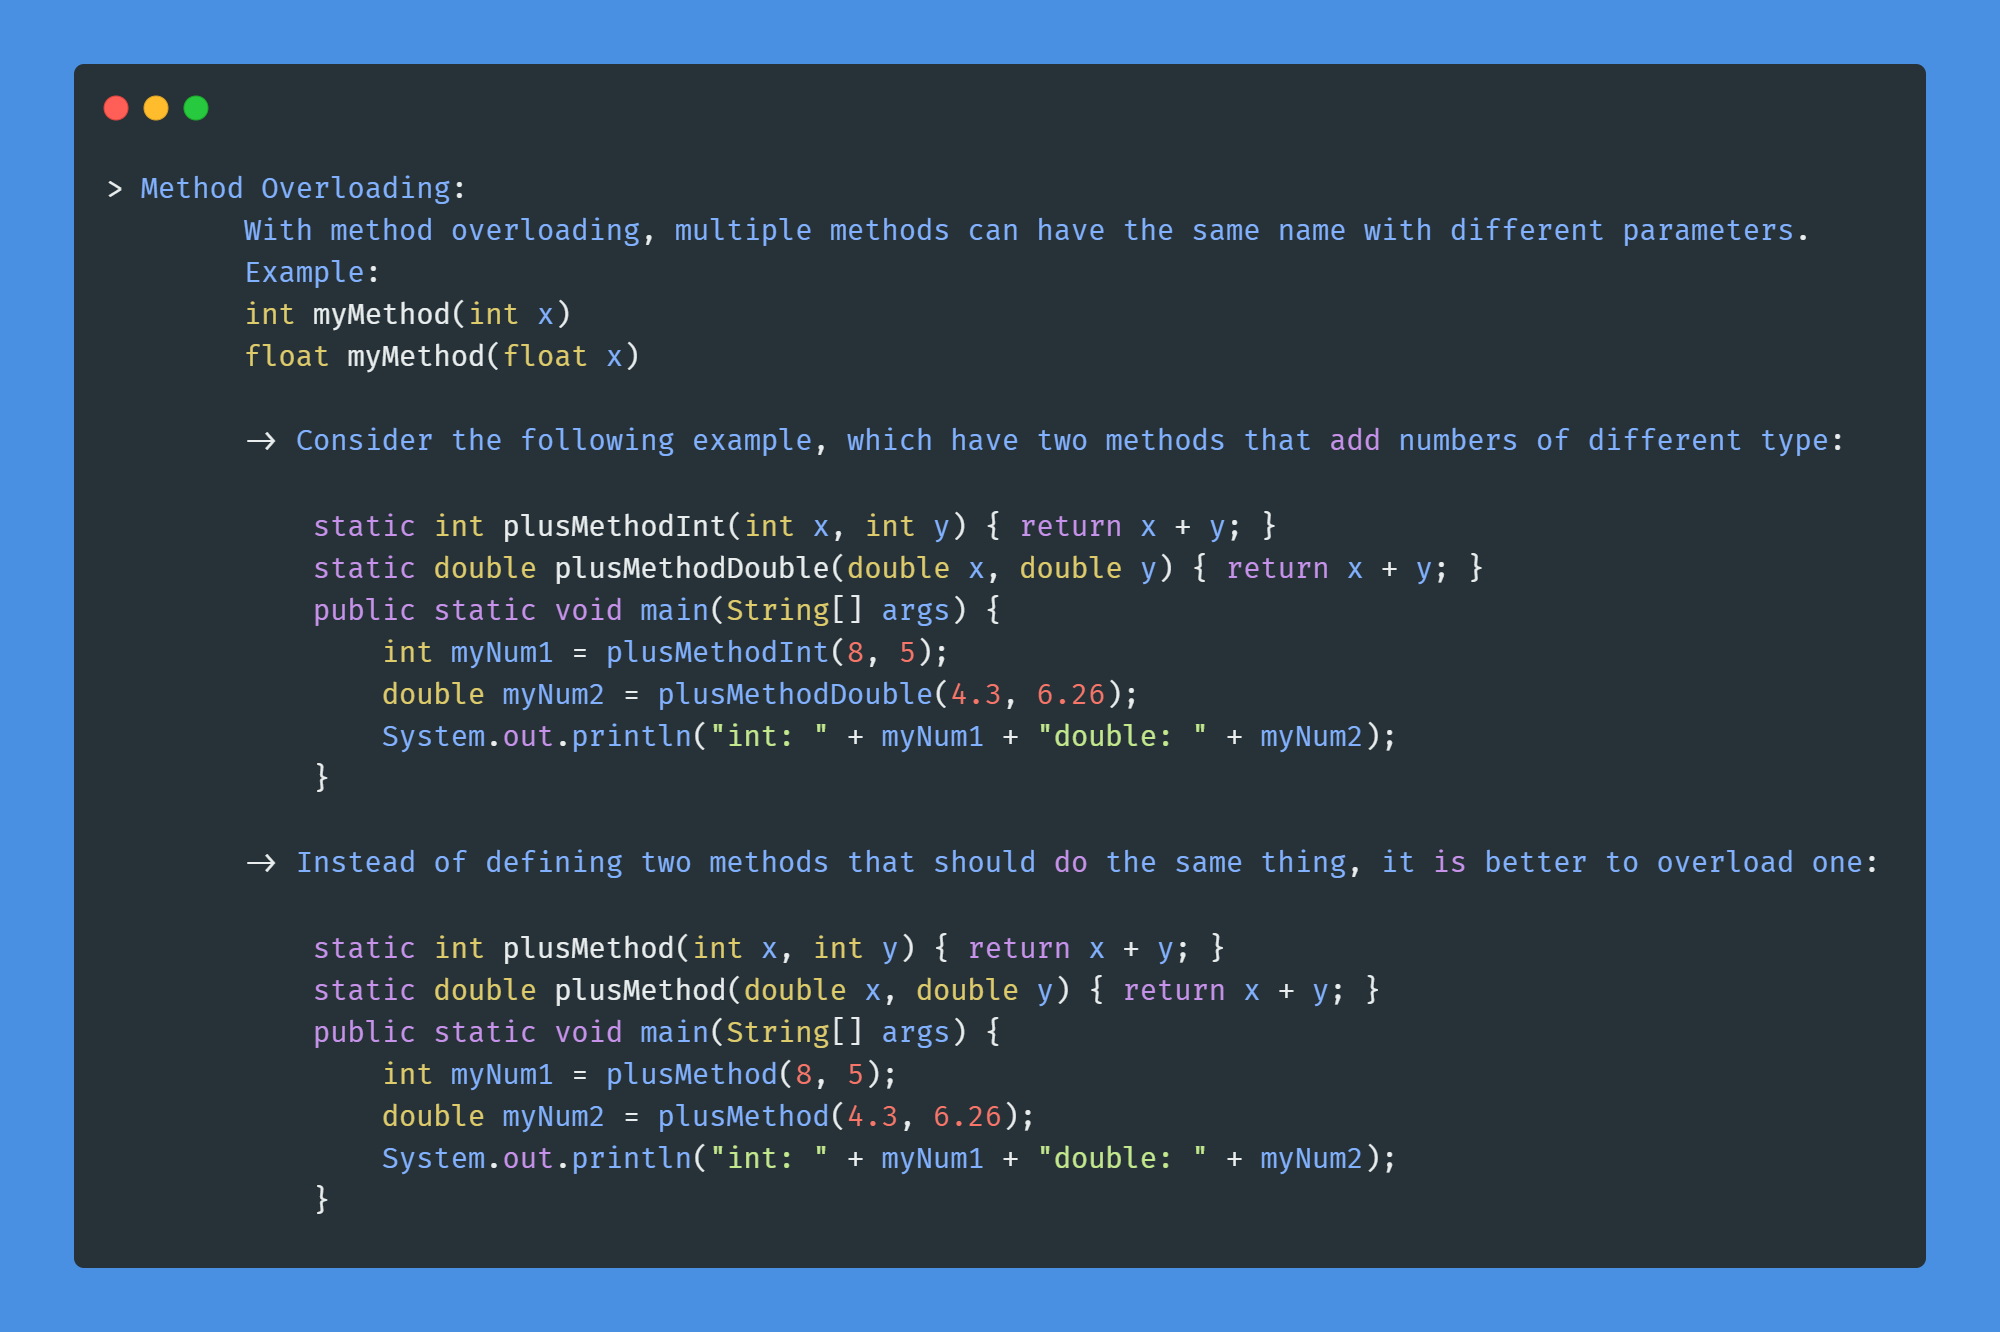 > Method Overloading:
With method overloading, multiple methods can have the same name with different parameters.
Example:
int myMethod(int x)
float myMethod(float x)
-> Consider the following example, which have two methods that add numbers of different type:
static int plusMethodInt(int x, int y) { return x + y; }
static double plusMethodDouble(double x, double y) { return x + y; }
public static void main(String[] args) {
int myNum1 = plusMethodInt(8, 5);
double myNum2 = plusMethodDouble(4.3, 6.26);
System.out.println("int: " + myNum1 + "double: " + myNum2);
}
-> Instead of defining two methods that should do the same thing, it is better to overload one:
static int plusMethod(int x, int y) { return x + y; }
static double plusMethod(double x, double y) { return x + y; }
public static void main(String[] args) {
int myNum1 = plusMethod(8, 5);
double myNum2 = plusMethod(4.3, 6.26);
System.out.println("int: " + myNum1 + "double: " + myNum2);
}